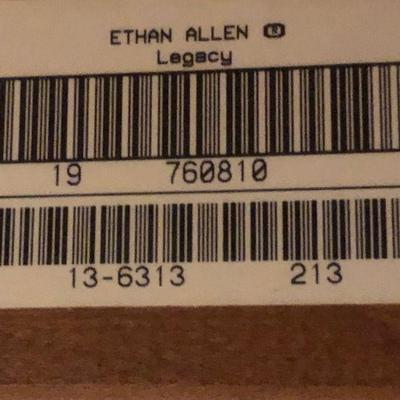 ETHAN ALLEN ®
Legacy
19 760810
13-6313 213